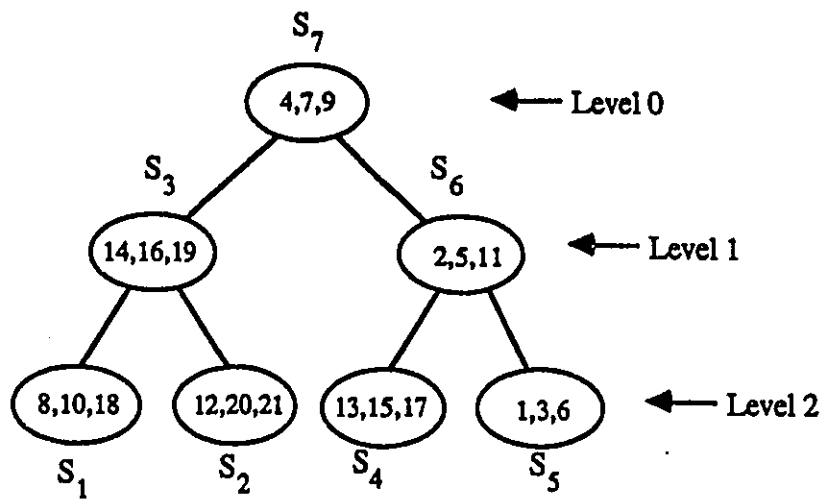 S7
4,7,9
Level 0
S3
S6
14,16,19
2,5,11
Level 1
8,10,18
12,20,21
13,15,17
1,3,6
Level 2
S1
S2
S4
S5